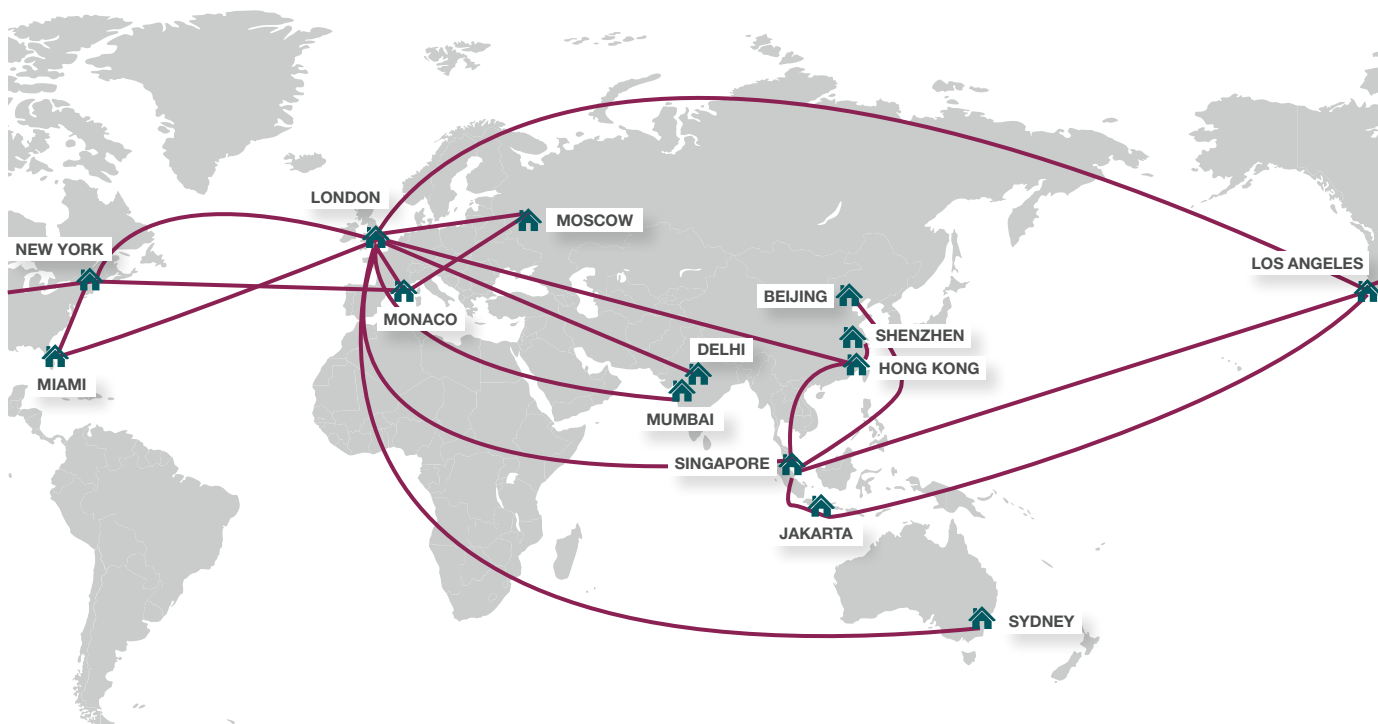 LONDON
MOSCOW
NEW YORK
LOS ANGELES
BEIJING
MONACO
SHENZHEN
DELHI
HONG KONG
MIAMI
MUMBAI
SINGAPORE
JAKARTA
SYDNEY